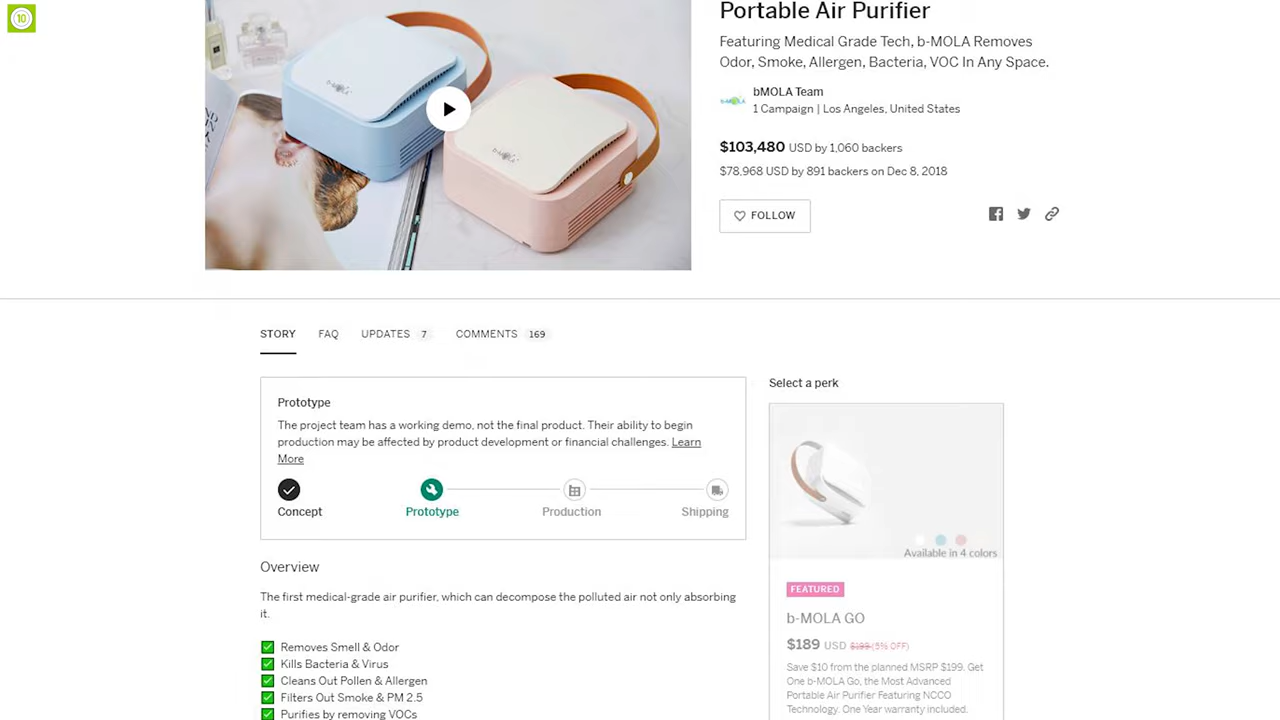 10
Portable Air Purifier
Featuring Medical Grade Tech, b-MOLA Removes
Odor, Smoke, Allergen, Bacteria, VOC In Any Space.
b-MOLA
bMOLA Team
1 Campaign | Los Angeles, United States
$103,480 USD by 1,060 backers
$78,968 USD by 891 backers on Dec 8, 2018
FOLLOW
b-MOLA
b-MOLA
STORY FAQ UPDATES 7 COMMENTS 169
Prototype
The project team has a working demo, not the final product. Their ability to begin
production may be affected by product development or financial challenges. Learn
More
Concept Prototype Production Shipping
Overview
The first medical-grade air purifier, which can decompose the polluted air not only absorbing
it.
Removes Smell & Odor
Kills Bacteria & Virus
Cleans Out Pollen & Allergen
Filters Out Smoke & PM 2.5
Purifies by removing VOCs
Select a perk
Available in 4 colors
FEATURED
b-MOLA GO
$189 USD $199 (5% OFF)
Save $10 from the planned MSRP $199. Get
One b-MOLA Go, the Most Advanced
Portable Air Purifier Featuring NCCO
Technology. One Year warranty included.